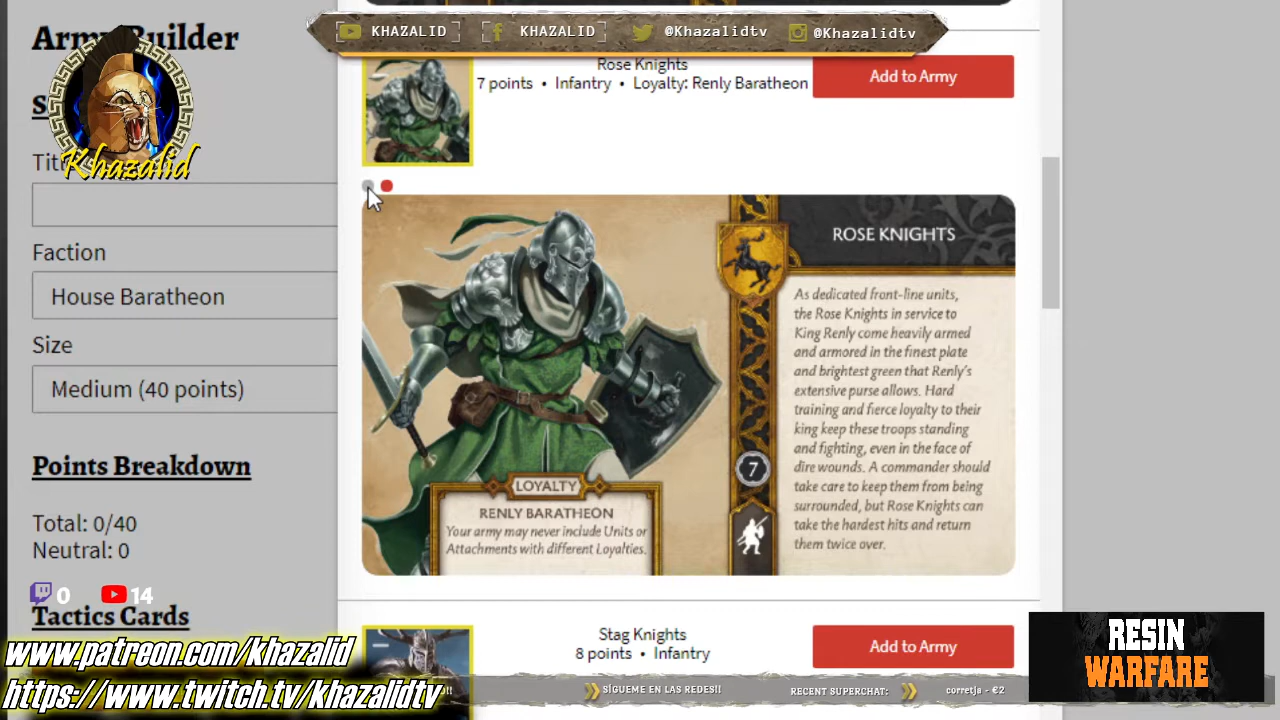 Army Builder
KHAZALID
KHAZALID
@Khazalidtv
@Khazalidtv
Khazalid
Faction
House Baratheon
Size
Medium (40 points)
Points Breakdown
Total: 0/40
Neutral: 0
0
14
Tactics Cards
www.patreon.com/khazalid
https://www.twitch.tv/khazalidtv
Rose Knights
7 points • Infantry • Loyalty: Renly Baratheon
Add to Army
ROSE KNIGHTS
As dedicated front-line units,
the Rose Knights in service to
King Renly come heavily armed
and armored in the finest plate
and brightest green that Renly's
extensive purse allows. Hard
training and fierce loyalty to their
king keep these troops standing
and fighting, even in the face of
dire wounds. A commander should
take care to keep them from being
surrounded, but Rose Knights can
take the hardest hits and return
them twice over.
7
LOYALTY
RENLY BARATHEON
Your army may never include Units or
Attachments with different Loyalties.
Stag Knights
8 points • Infantry
Add to Army
SÍGUEME EN LAS REDES!!
RECENT SUPERCHAT:
corretja - €2
RESIN
WARFARE